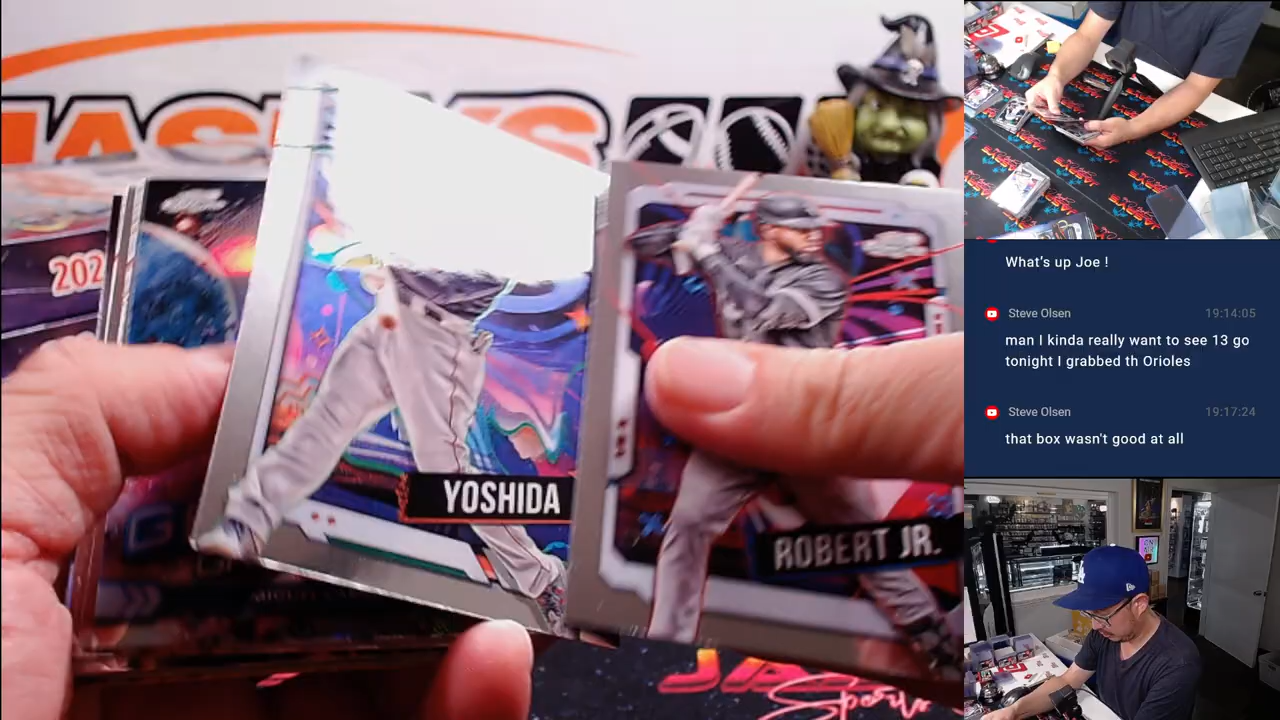 202
YOSHIDA
ROBERT JR.
Sports
What's up Joe !
Steve Olsen 19:14:05
man I kinda really want to see 13 go
tonight I grabbed th Orioles
Steve Olsen 19:17:24
that box wasn't good at all